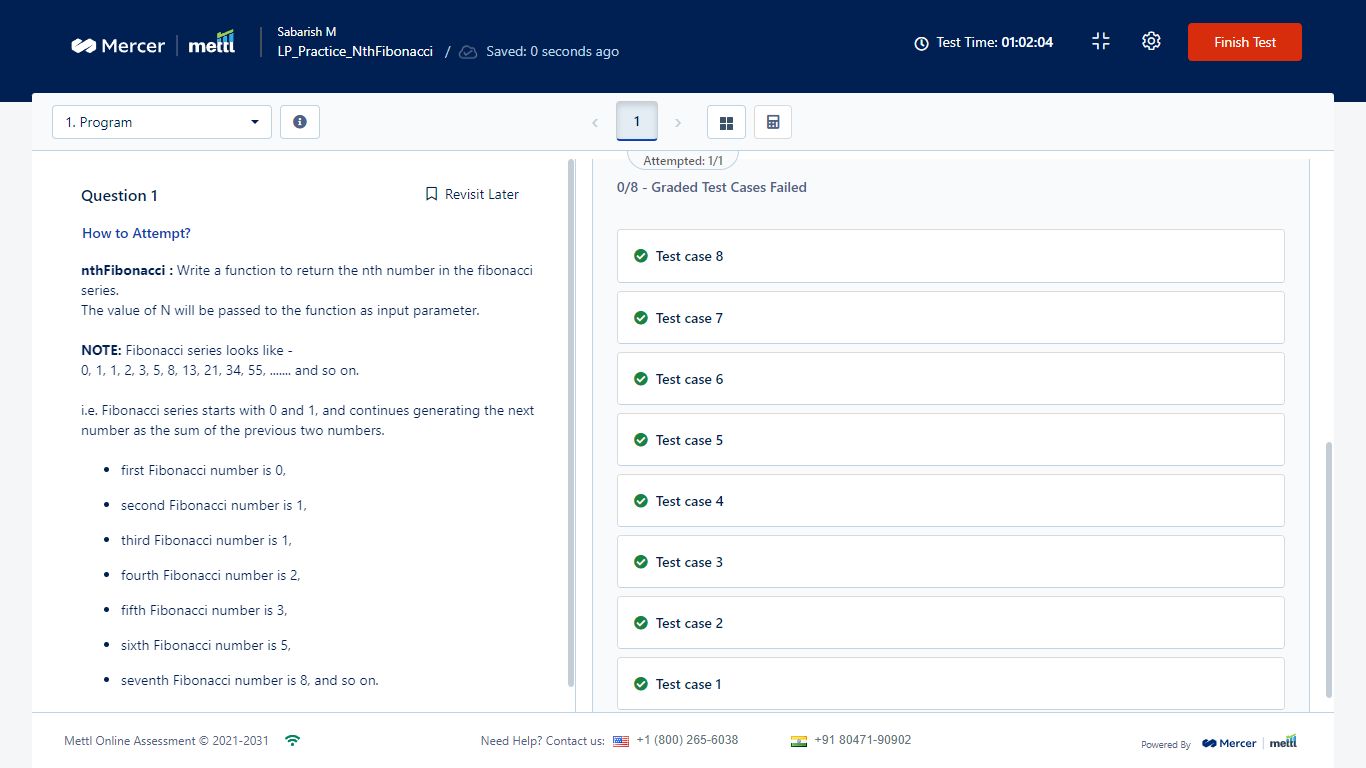 Mercer | mettl
Sabarish M
LP_Practice_NthFibonacci / Saved: 0 seconds ago
Test Time: 01:02:04
Finish Test
1. Program
1
Question 1
Revisit Later
How to Attempt?
nthFibonacci : Write a function to return the nth number in the fibonacci
series.
The value of N will be passed to the function as input parameter.
NOTE: Fibonacci series looks like -
0, 1, 1, 2, 3, 5, 8, 13, 21, 34, 55, ....... and so on.
i.e. Fibonacci series starts with 0 and 1, and continues generating the next
number as the sum of the previous two numbers.
• first Fibonacci number is 0,
• second Fibonacci number is 1,
• third Fibonacci number is 1,
• fourth Fibonacci number is 2,
• fifth Fibonacci number is 3,
• sixth Fibonacci number is 5,
• seventh Fibonacci number is 8, and so on.
Attempted: 1/1
0/8 - Graded Test Cases Failed
Test case 8
Test case 7
Test case 6
Test case 5
Test case 4
Test case 3
Test case 2
Test case 1
Mettl Online Assessment © 2021-2031
Need Help? Contact us: +1 (800) 265-6038
+91 80471-90902
Powered By Mercer | mettl